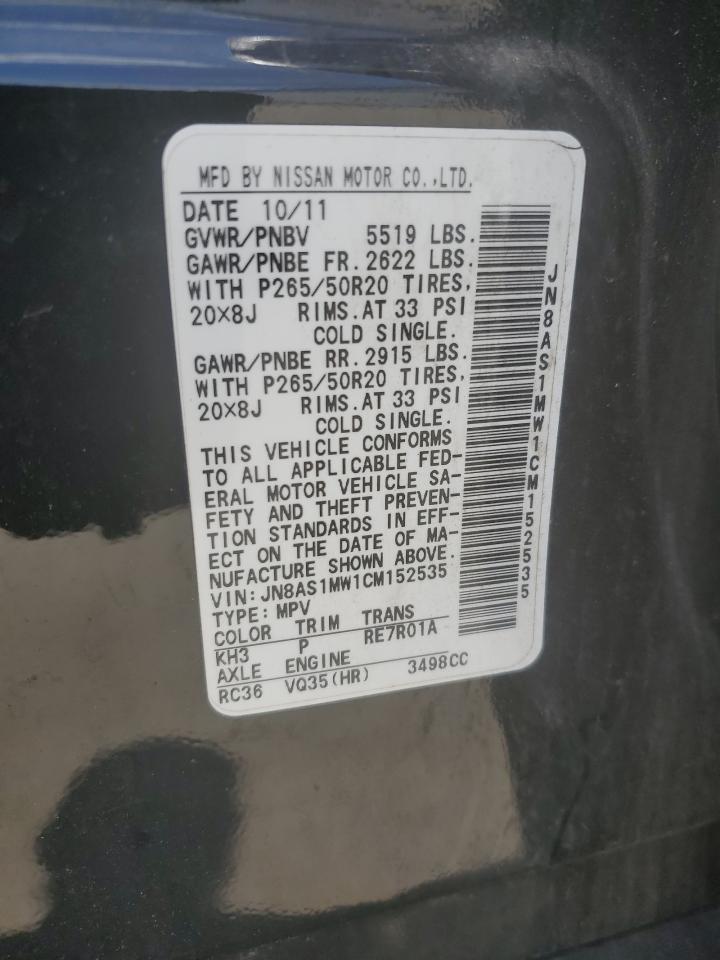 MFD BY NISSAN MOTOR CO.,LTD.
DATE 10/11
GVWR/PNBV 5519 LBS.
GAWR/PNBE FR.2622 LBS.
WITH P265/50R20 TIRES,
20×8J RIMS.AT 33 PSI
COLD SINGLE.
GAWR/PNBE RR.2915 LBS.
WITH P265/50R20 TIRES,
20×8J RIMS.AT 33 PSI
COLD SINGLE.
THIS VEHICLE CONFORMS
TO ALL APPLICABLE FED-
ERAL MOTOR VEHICLE SA-
FETY AND THEFT PREVEN-
TION STANDARDS IN EFF-
ECT ON THE DATE OF MA-
NUFACTURE SHOWN ABOVE.
VIN:JN8AS1MW1CM152535
TYPE:MPV
COLOR TRIM TRANS
KH3 P RE7R01A
AXLE ENGINE
RC36 VQ35(HR) 3498CC
JN8AS1MW1CM152535